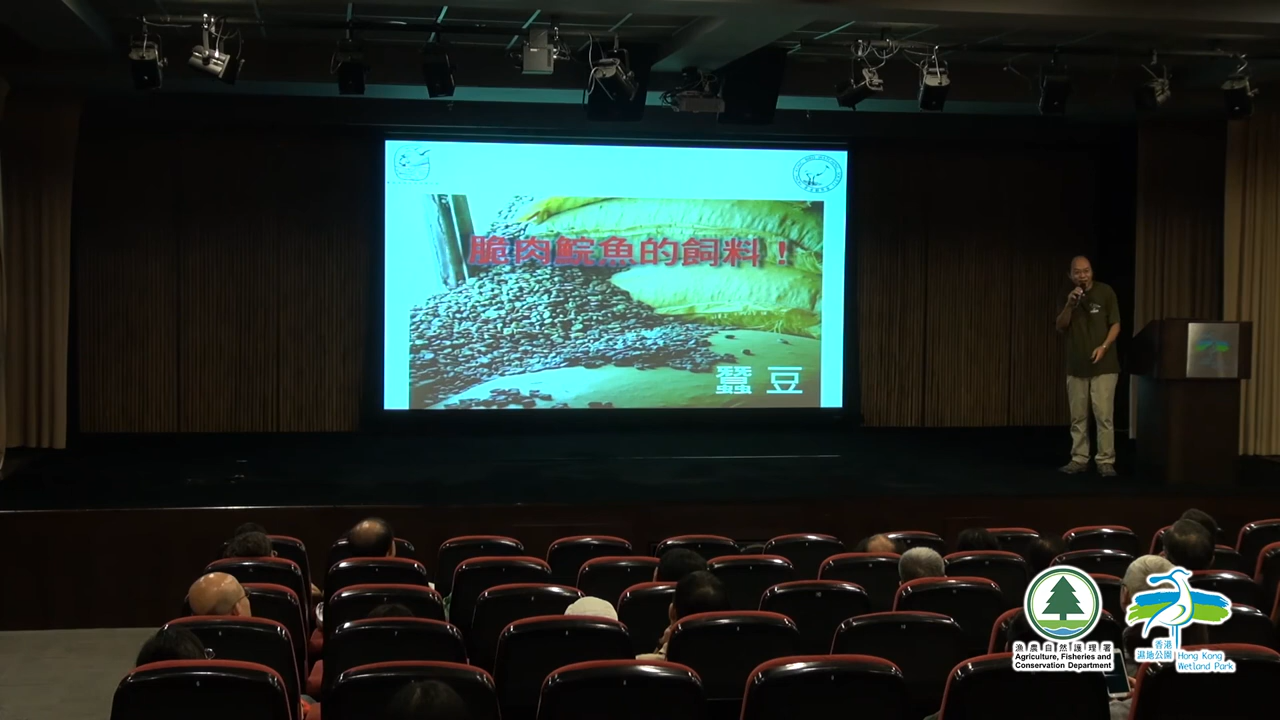 脆肉鯇魚的飼料！
蠶豆
漁農自然護理署
Agriculture, Fisheries and
Conservation Department
香港
濕地公園
Hong Kong
Wetland Park